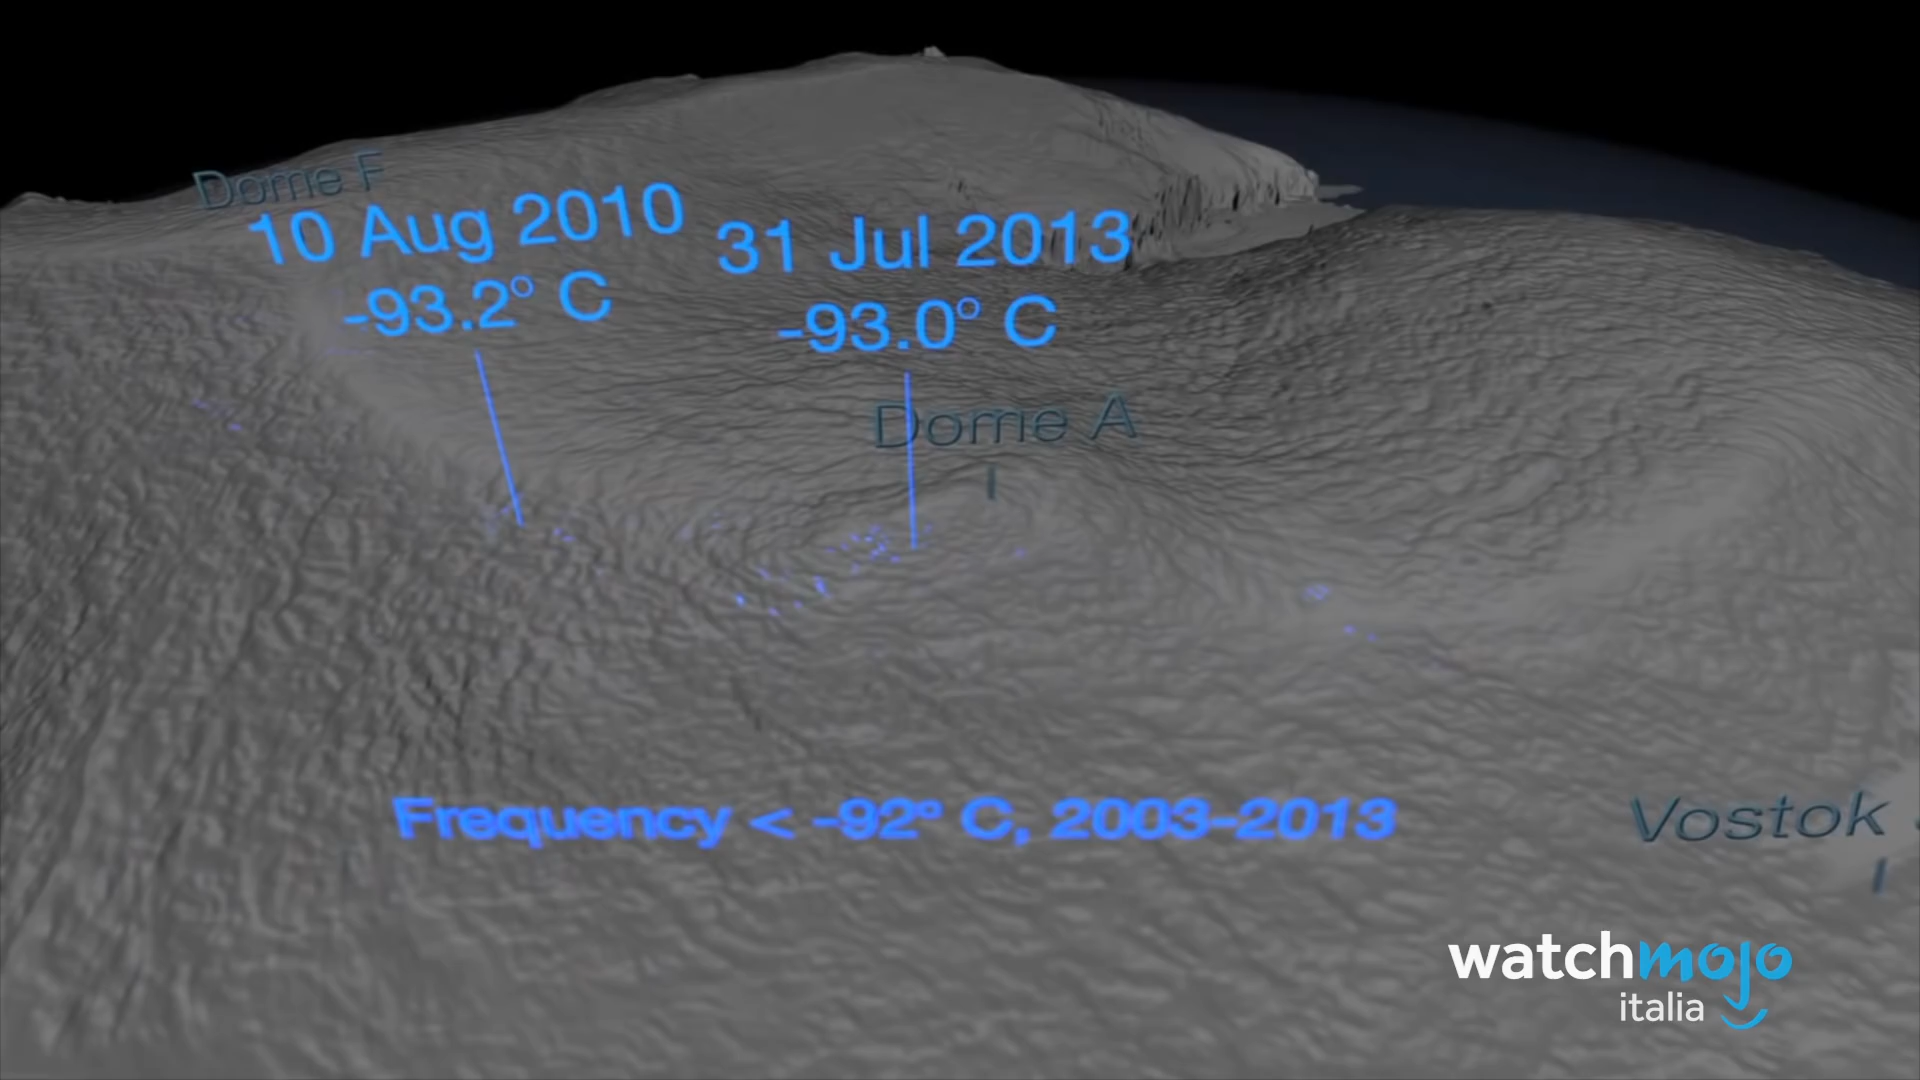 Dome F
10 Aug 2010
-93.2° C
31 Jul 2013
-93.0° C
Dome A
Frequency < -92° C, 2003-2013
Vostok
watchmojo
italia